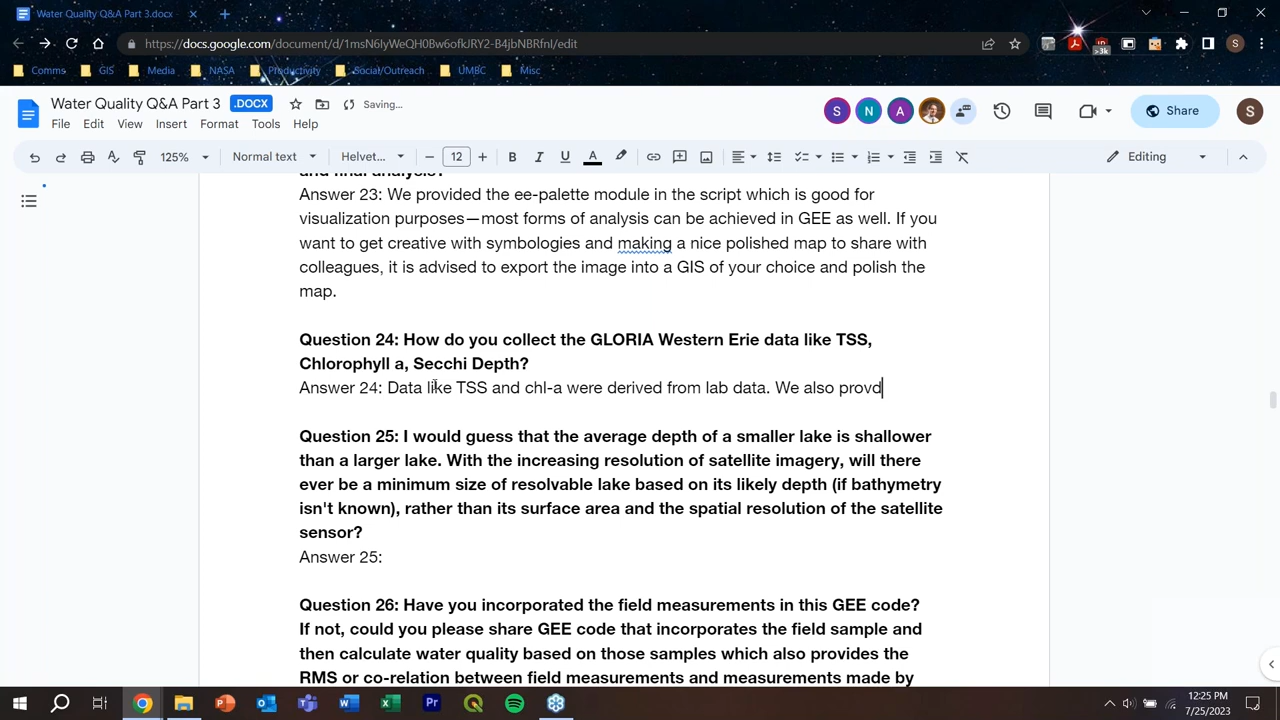 Water Quality Q&A Part 3.docx
https://docs.google.com/document/d/1msN6lyWeQH0Bw6ofkJRY2-B4jbNBRfnI/edit
>3k
S
Comms GIS Media NASA Productivity Social/Outreach UMBC Misc
Water Quality Q&A Part 3 .DOCX Saving...
S N A Share S
File Edit View Insert Format Tools Help
125% Normal text Helvet... 12 B I U A Editing
and final analysis?
Answer 23: We provided the ee-palette module in the script which is good for
visualization purposes—most forms of analysis can be achieved in GEE as well. If you
want to get creative with symbologies and making a nice polished map to share with
colleagues, it is advised to export the image into a GIS of your choice and polish the
map.
Question 24: How do you collect the GLORIA Western Erie data like TSS,
Chlorophyll a, Secchi Depth?
Answer 24: Data like TSS and chl-a were derived from lab data. We also provd
Question 25: I would guess that the average depth of a smaller lake is shallower
than a larger lake. With the increasing resolution of satellite imagery, will there
ever be a minimum size of resolvable lake based on its likely depth (if bathymetry
isn't known), rather than its surface area and the spatial resolution of the satellite
sensor?
Answer 25:
Question 26: Have you incorporated the field measurements in this GEE code?
If not, could you please share GEE code that incorporates the field sample and
then calculate water quality based on those samples which also provides the
RMS or co-relation between field measurements and measurements made by
12:25 PM
7/25/2023